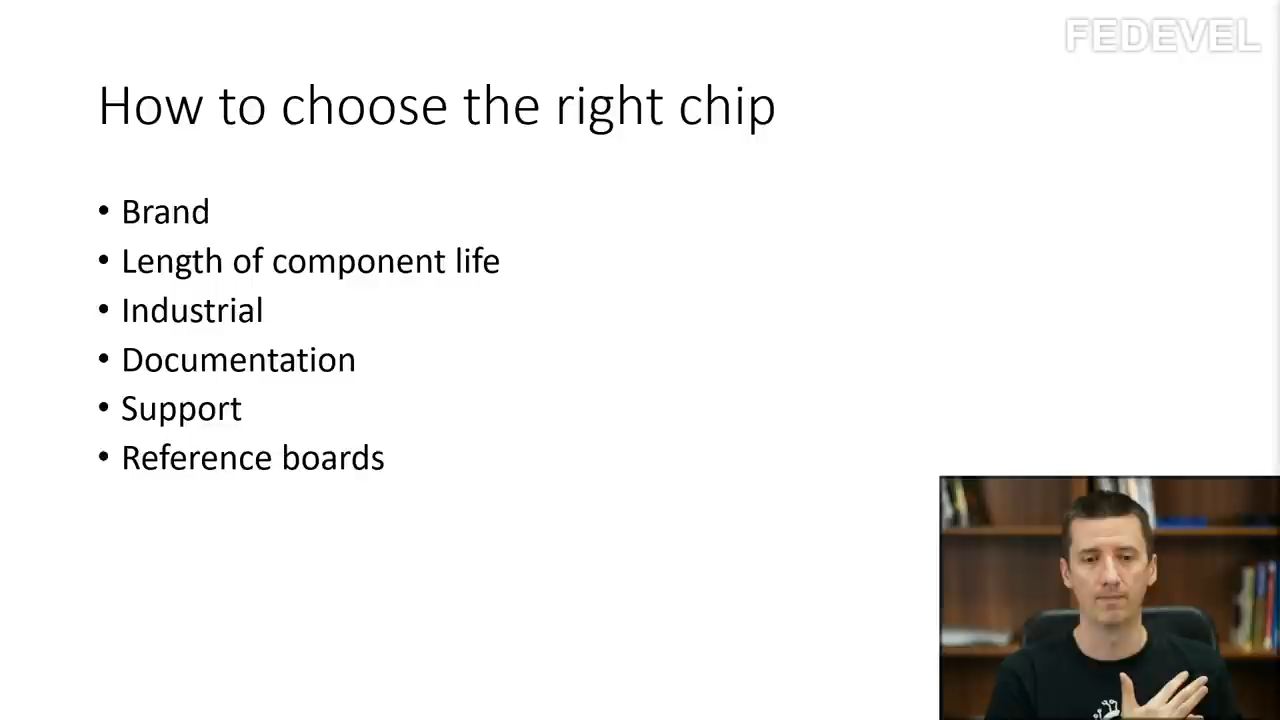 FEDEVEL
How to choose the right chip
• Brand
• Length of component life
• Industrial
• Documentation
• Support
• Reference boards